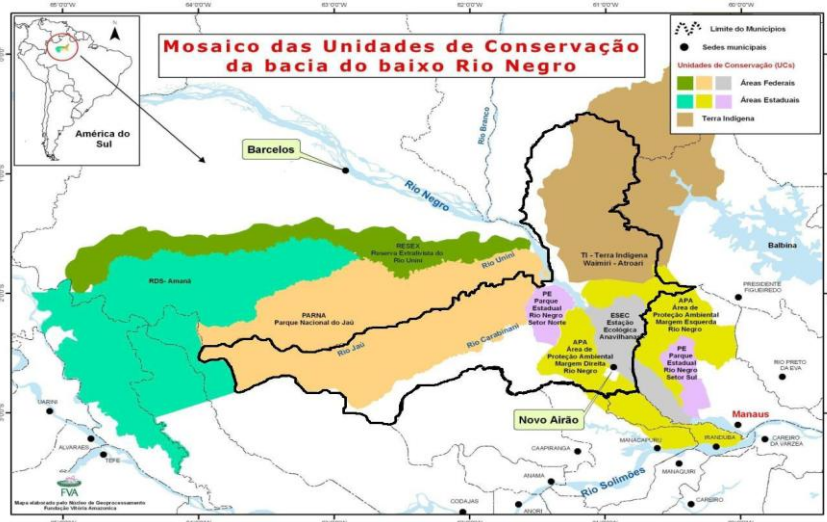 Mosaico das Unidades de Conservação
da bacia do baixo Rio Negro
América do
Sul
N
Limite do Municípios
Sedes municipais
Unidades de Conservação (UCs)
Áreas Federais
Áreas Estaduais
Terra Indígena
Barcelos
Rio Negro
Rio Branco
Balbina
TI - Terra Indígena
Waimiri - Atroari
PRESIDENTE
FIGUEIREDO
RESEX
Reserva Extrativista do
Rio Unini
Rio Unini
RDS- Amanã
PARNA
Parque Nacional do Jaú
Rio Jaú
Rio Carabinani
PE
Parque
Estadual
Rio Negro
Setor Norte
ESEC
Estação
Ecológica
Anavilhanas
APA
Área de
Proteção Ambiental
Margem Esquerda
Rio Negro
APA
Área de
Proteção Ambiental
Margem Direita
Rio Negro
PE
Parque
Estadual
Rio Negro
Setor Sul
RIO PRETO
DA EVA
Novo Airão
Manaus
UARINI
ALVARAES
TEFE
CAAPIRANGA
MANACAPURU
IRANDUBA
CAREIRO
DA VARZEA
MANAQUIRI
ANAMA
Rio Solimões
CODAJAS
ANORI
CAREIRO
FVA
Mapa elaborado pelo Núcleo de Geoprocessamento
Fundação Vitória Amazônica